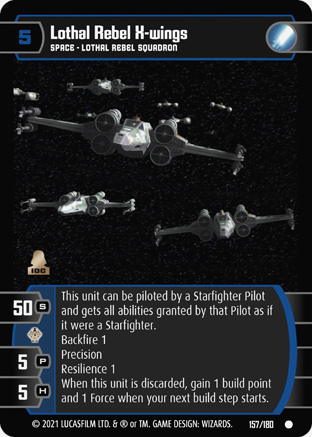 5
Lothal Rebel X-wings
SPACE - LOTHAL REBEL SQUADRON
IDC
50 S
5 P
5 H
This unit can be piloted by a Starfighter Pilot
and gets all abilities granted by that Pilot as if
it were a Starfighter.
Backfire 1
Precision
Resilience 1
When this unit is discarded, gain 1 build point
and 1 Force when your next build step starts.
© 2021 LUCASFILM LTD. & ® or TM. GAME DESIGN: WIZARDS.
157/180